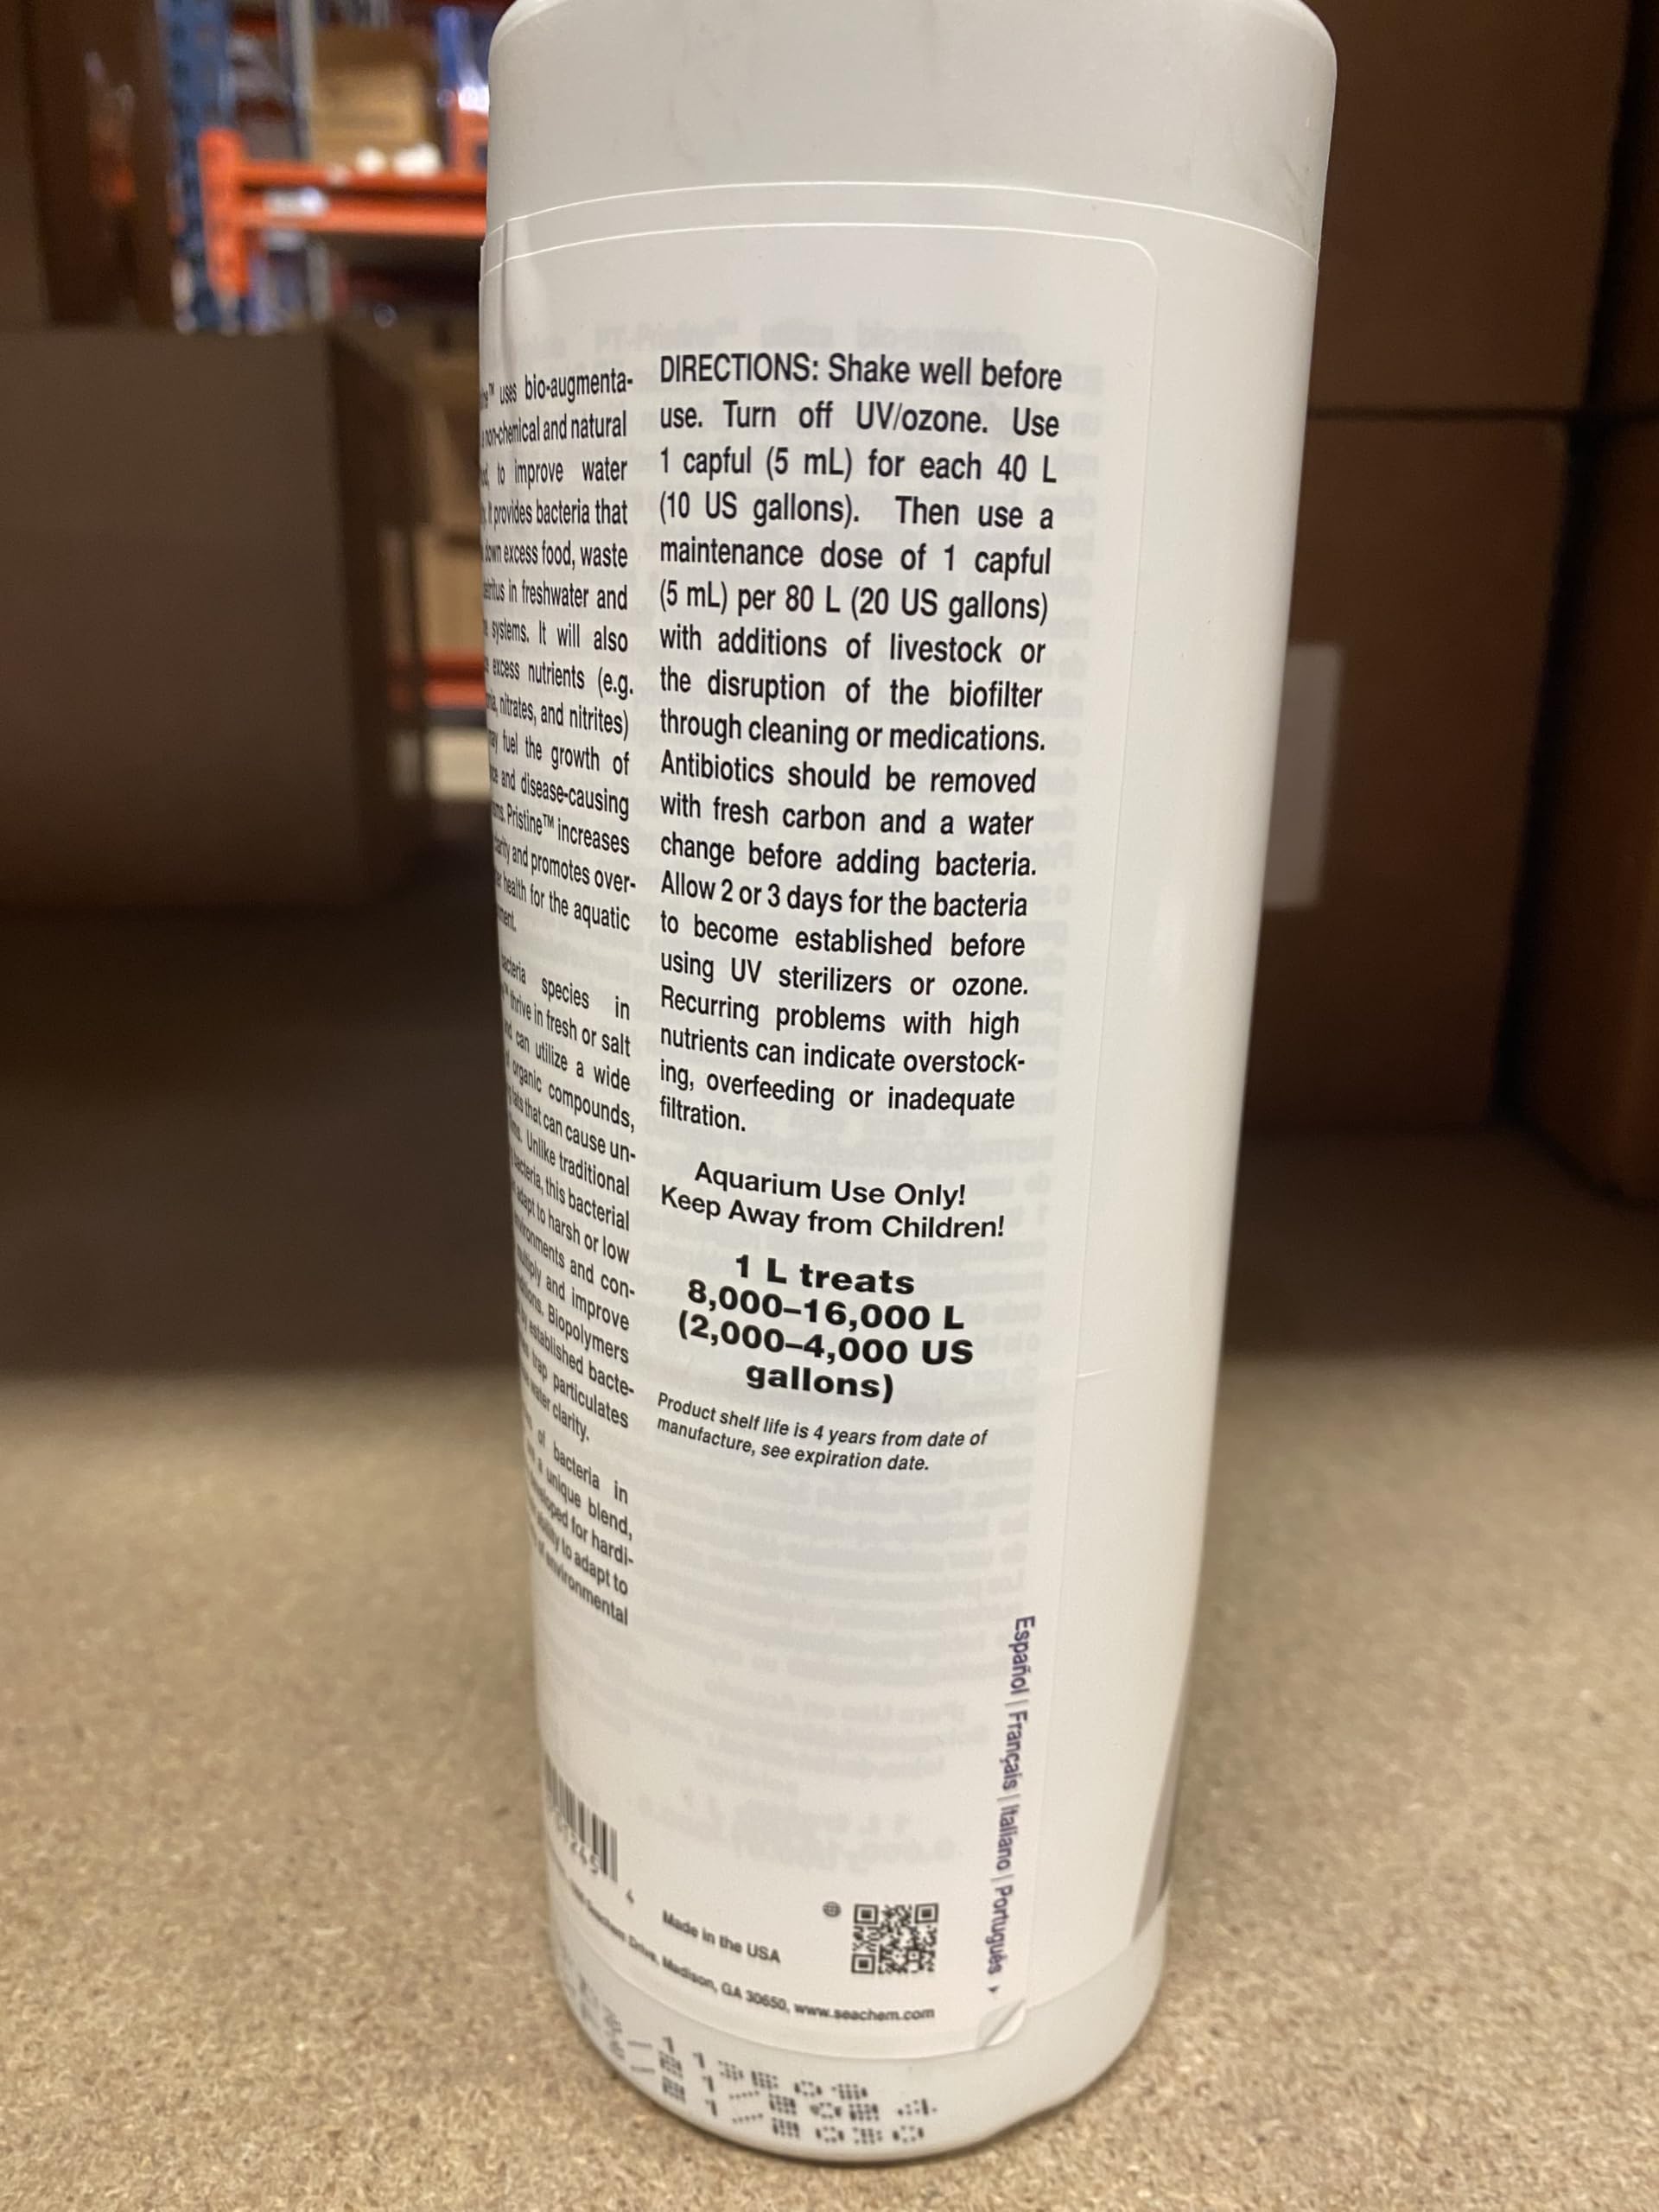 uses bio-augmenta-
non-chemical and natural
to improve water
It provides bacteria that
down excess food, waste
in freshwater and
systems. It will also
excess nutrients (e.g.
nitrates, and nitrites)
fuel the growth of
and disease-causing
Pristine™ increases
and promotes over-
health for the aquatic
bacteria species in
thrive in fresh or salt
can utilize a wide
organic compounds,
that can cause un-
Unlike traditional
bacteria, this bacterial
adapt to harsh or low
environments and con-
multiply and improve
Biopolymers
established bacte-
trap particulates
water clarity.
of bacteria in
a unique blend,
developed for hardi-
ability to adapt to
environmental
DIRECTIONS: Shake well before
use. Turn off UV/ozone. Use
1 capful (5 mL) for each 40 L
(10 US gallons). Then use a
maintenance dose of 1 capful
(5 mL) per 80 L (20 US gallons)
with additions of livestock or
the disruption of the biofilter
through cleaning or medications.
Antibiotics should be removed
with fresh carbon and a water
change before adding bacteria.
Allow 2 or 3 days for the bacteria
to become established before
using UV sterilizers or ozone.
Recurring problems with high
nutrients can indicate overstock-
ing, overfeeding or inadequate
filtration.
Aquarium Use Only!
Keep Away from Children!
1 L treats
8,000–16,000 L
(2,000–4,000 US
gallons)
Product shelf life is 4 years from date of
manufacture, see expiration date.
Español | Français | Italiano | Português
Made in the USA
Seachem Drive, Madison, GA 30650, www.seachem.com